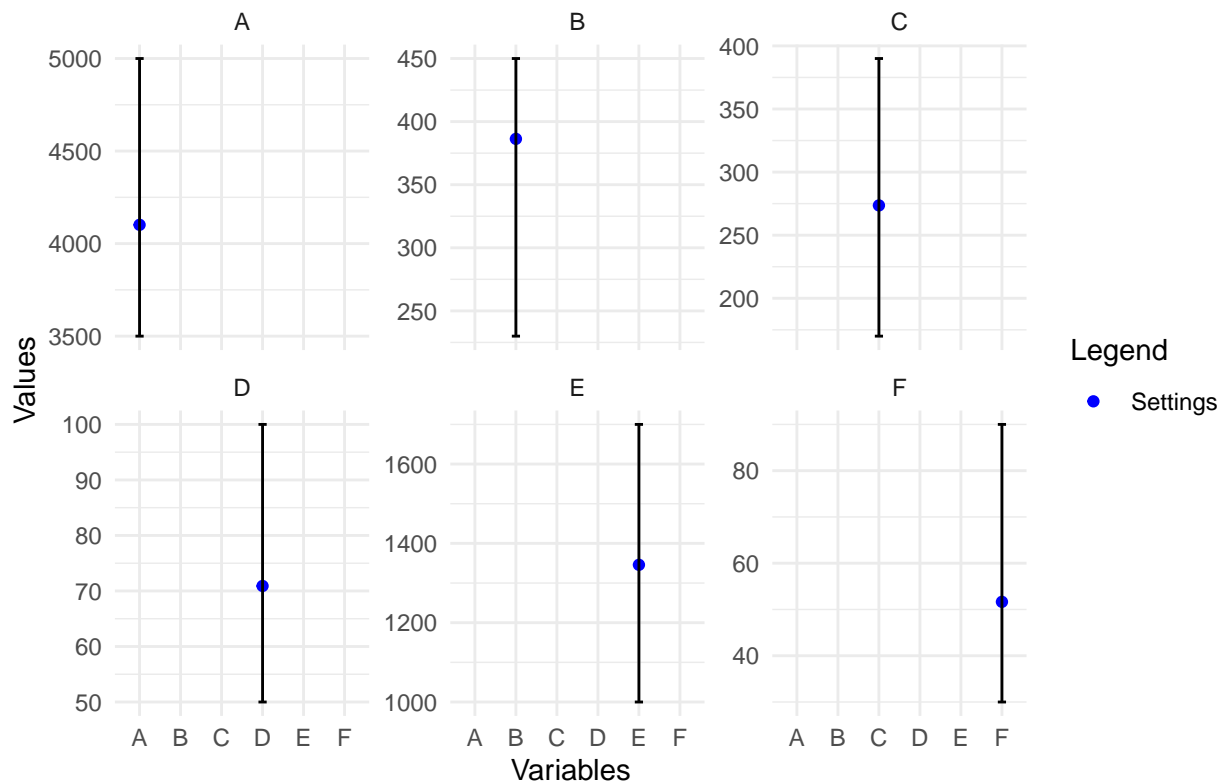 A
B
C
5000
4500
4000
3500
450
400
350
300
250
400
350
300
250
200
Values
D
E
F
100
90
80
70
60
50
1600
1400
1200
1000
80
60
40
A B C D E F
A B C D E F
A B C D E F
Variables
Legend
Settings